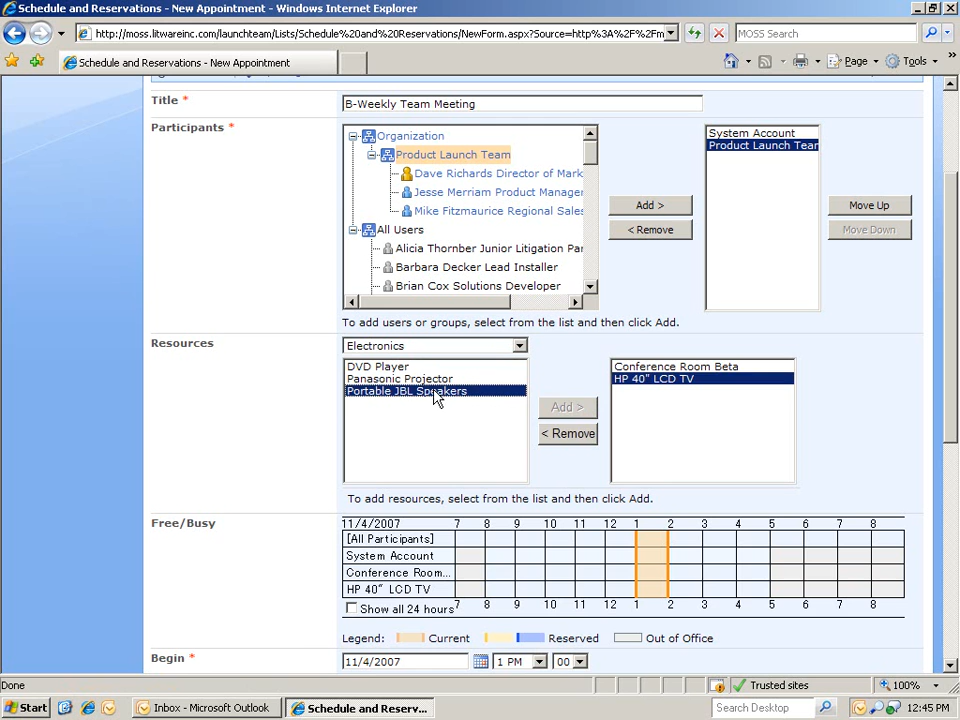 Schedule and Reservations - New Appointment - Windows Internet Explorer
http://moss.litwareinc.com/launchteam/Lists/Schedule%20and%20Reservations/NewForm.aspx?Source=http%3A%2F%2Fm
MOSS Search
Schedule and Reservations - New Appointment
Page
Tools
Title *
B-Weekly Team Meeting
Participants *
Organization
Product Launch Team
Dave Richards Director of Mark
Jesse Merriam Product Manager
Mike Fitzmaurice Regional Sales
All Users
Alicia Thornber Junior Litigation Par
Barbara Decker Lead Installer
Brian Cox Solutions Developer
Add >
< Remove
System Account
Product Launch Tear
Move Up
Move Down
To add users or groups, select from the list and then click Add.
Resources
Electronics
DVD Player
Panasonic Projector
Portable JBL Speakers
Add >
< Remove
Conference Room Beta
HP 40" LCD TV
To add resources, select from the list and then click Add.
Free/Busy
11/4/2007 7 8 9 10 11 12 1 2 3 4 5 6 7 8
[All Participants]
System Account
Conference Room...
HP 40" LCD TV
Show all 24 hours 7 8 9 10 11 12 1 2 3 4 5 6 7 8
Legend: Current Reserved Out of Office
Begin *
11/4/2007 1 PM 00
Done
Trusted sites
100%
Start
Inbox - Microsoft Outlook
Schedule and Reserv...
Search Desktop
12:45 PM